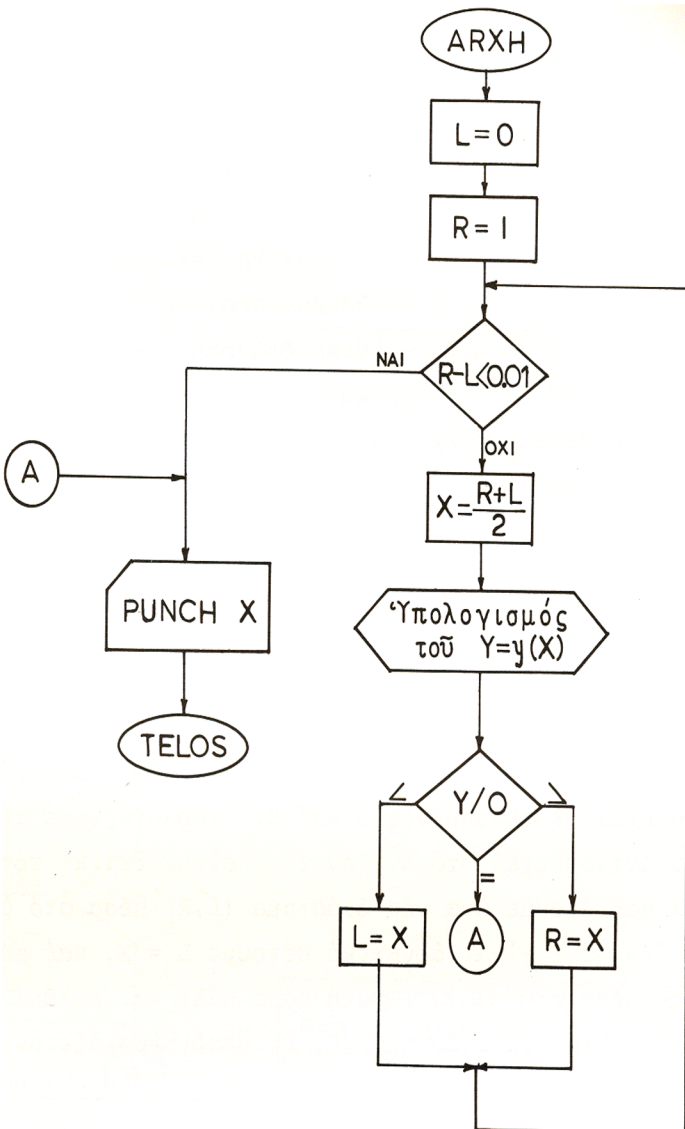 ARXH
L=0
R=1
R-L<0.01
NAI
OXI
A
X=R+L/2
PUNCH X
Ὑπολογισμός
τοῦ Y=y(X)
TELOS
Y/O
<
=
>
L=X
A
R=X